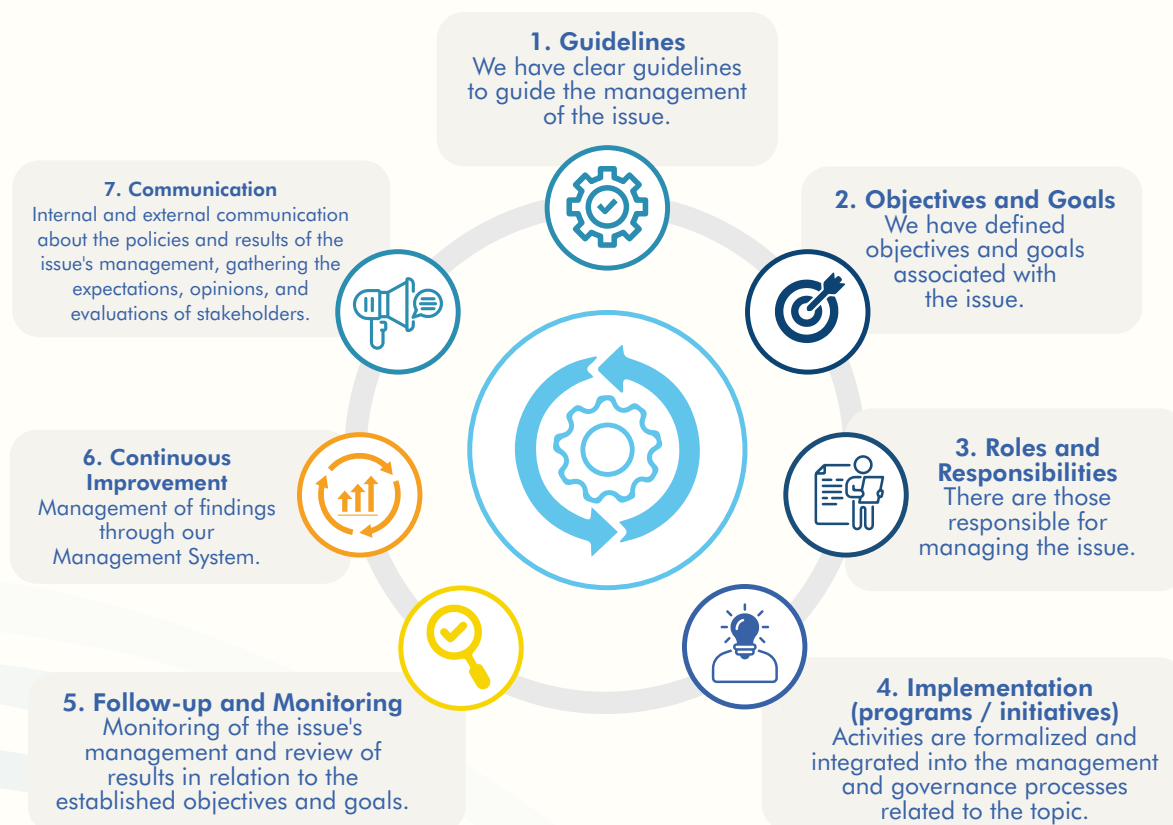 1. Guidelines
We have clear guidelines
to guide the management
of the issue.
2. Objectives and Goals
We have defined
objectives and goals
associated with
the issue.
3. Roles and
Responsibilities
There are those
responsible for
managing the issue.
4. Implementation
(programs / initiatives)
Activities are formalized and
integrated into the management
and governance processes
related to the topic.
5. Follow-up and Monitoring
Monitoring of the issue's
management and review of
results in relation to the
established objectives and goals.
6. Continuous
Improvement
Management of findings
through our
Management System.
7. Communication
Internal and external communication
about the policies and results of the
issue's management, gathering the
expectations, opinions, and
evaluations of stakeholders.